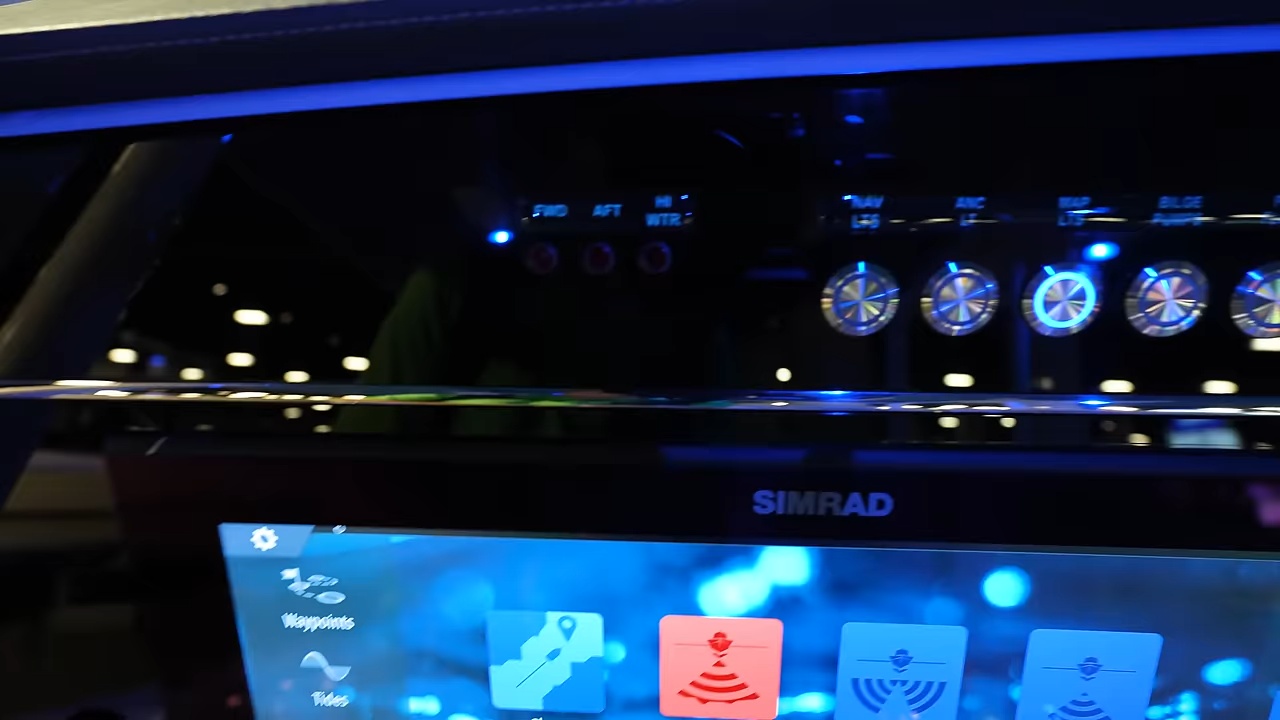 FWD AFT HI WTR
NAV LTS
ANC LT
MAP LTS
BILGE PUMPS
SIMRAD
Waypoints
Tides